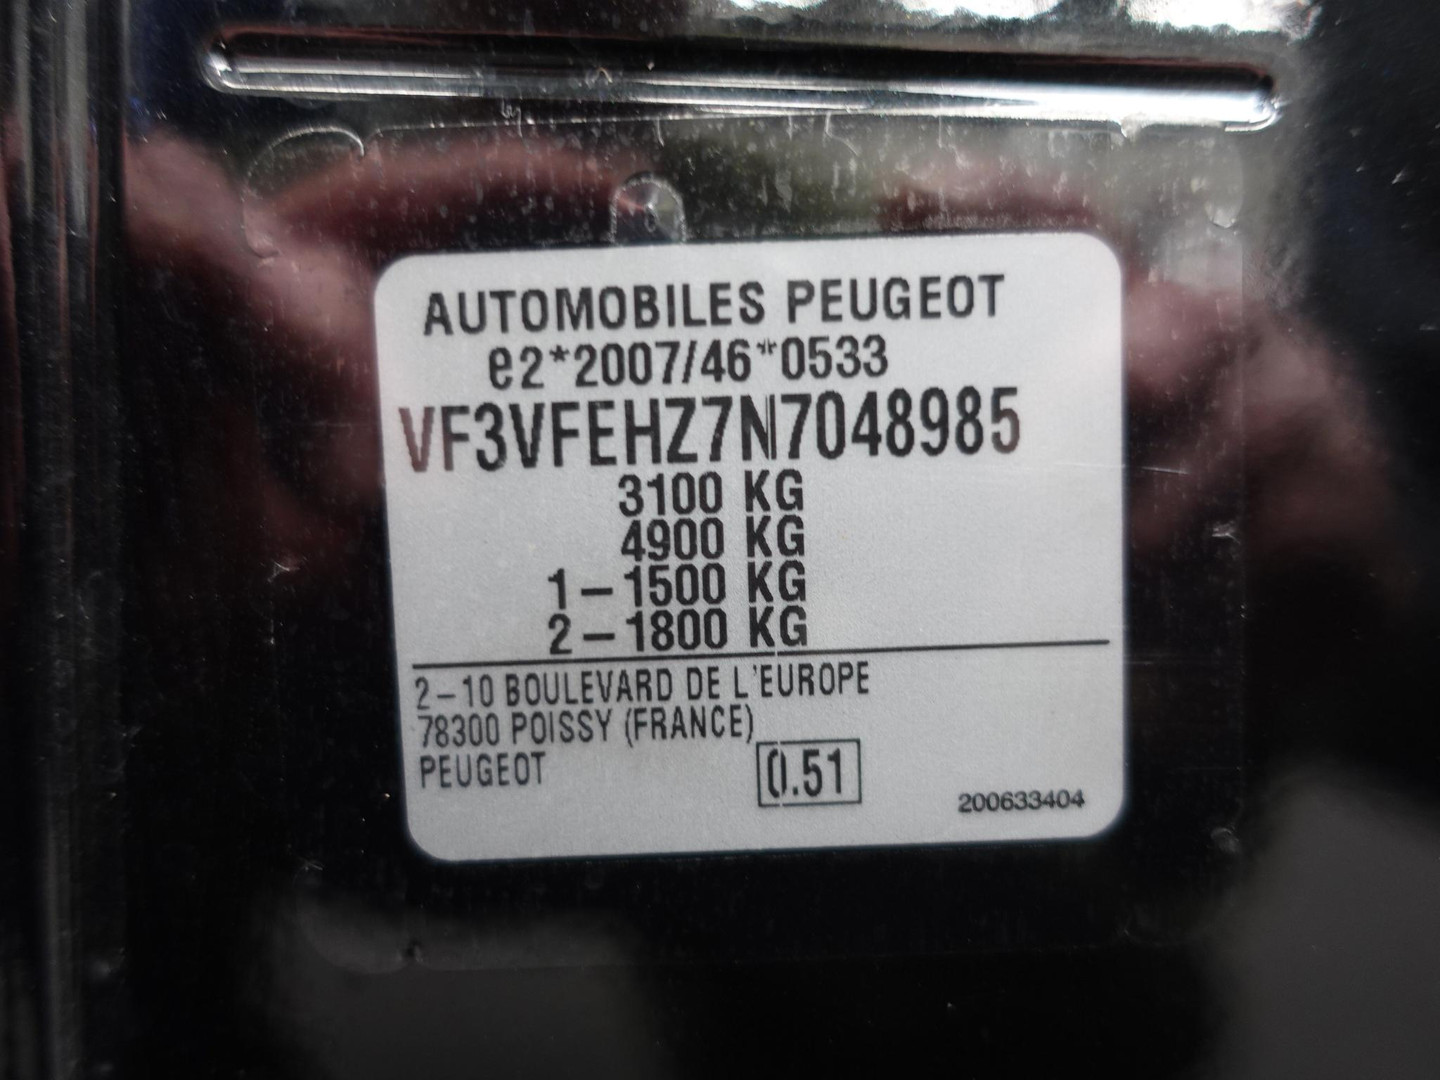 AUTOMOBILES PEUGEOT
e2*2007/46*0533
VF3VFEHZ7N7048985
3100 KG
4900 KG
1-1500 KG
2-1800 KG
2-10 BOULEVARD DE L'EUROPE
78300 POISSY (FRANCE)
PEUGEOT
0.51
200633404